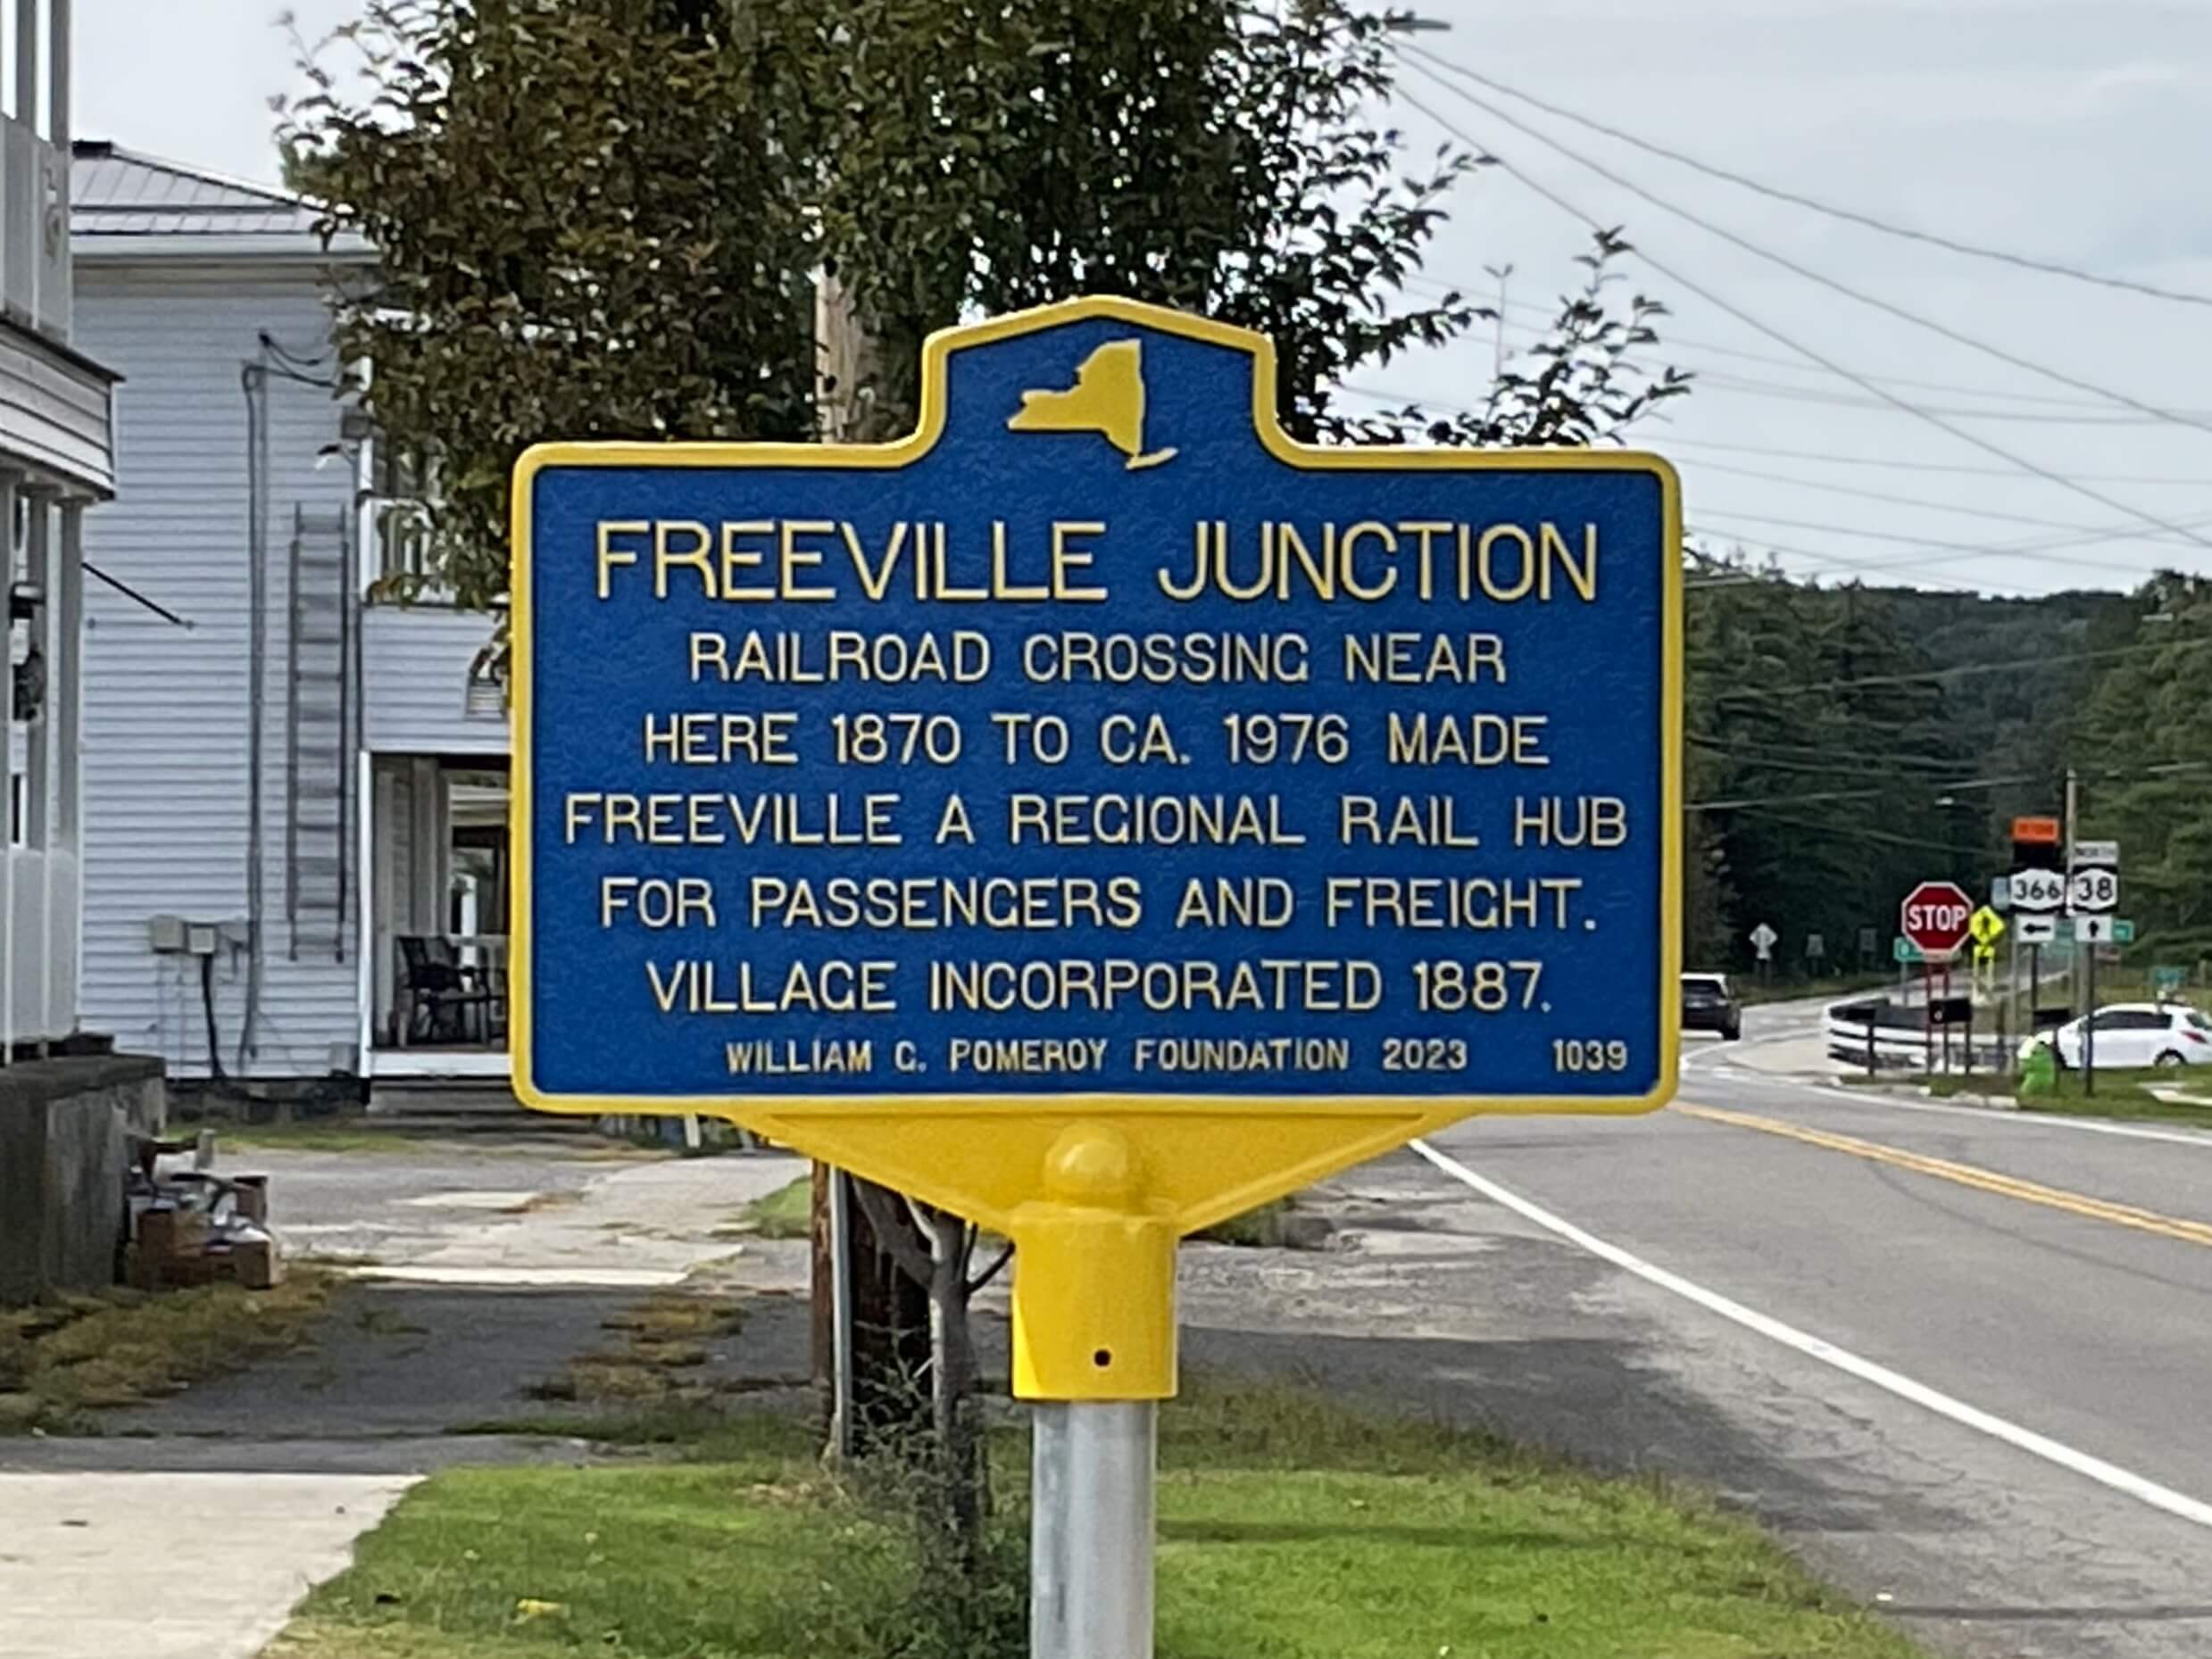 FREEVILLE JUNCTION
RAILROAD CROSSING NEAR
HERE 1870 TO CA. 1976 MADE
FREEVILLE A REGIONAL RAIL HUB
FOR PASSENGERS AND FREIGHT.
VILLAGE INCORPORATED 1887.
WILLIAM G. POMEROY FOUNDATION 2023 1039
STOP
NORTH
366 38